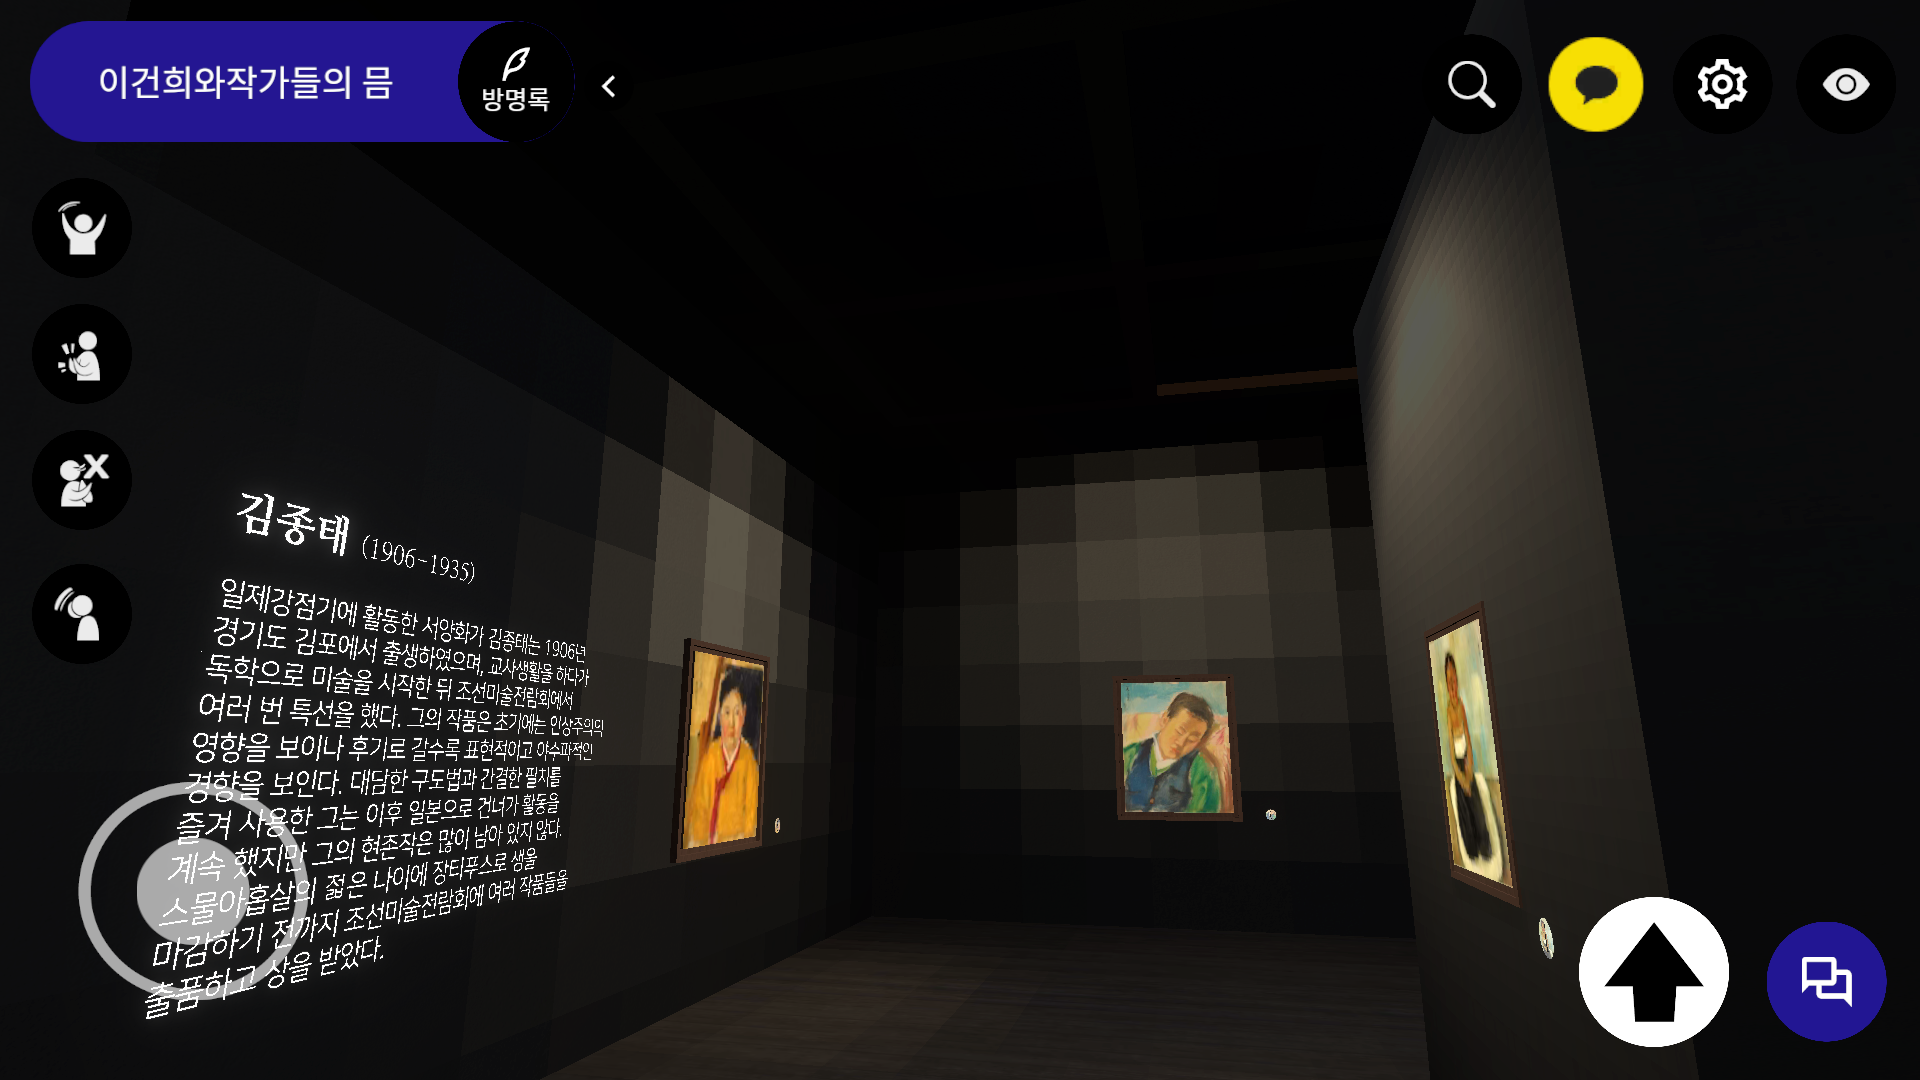 이건희와작가들의 믐
방명록
김종태 (1906-1935)
일제강점기에 활동한 서양화가 김종태는 1906년
경기도 김포에서 출생하였으며, 교사생활을 하다가
독학으로 미술을 시작한 뒤 조선미술전람회에서
여러 번 특선을 했다. 그의 작품은 초기에는 인상주의의
영향을 보이나 후기로 갈수록 표현적이고 야수파적인
경향을 보인다. 대담한 구도법과 간결한 필치를
즐겨 사용한 그는 이후 일본으로 건너가 활동을
계속 했지만 그의 현존작은 많이 남아 있지 않다.
스물아홉살의 젊은 나이에 장티푸스로 생을
마감하기 전까지 조선미술전람회에 여러 작품들을
출품하고 상을 받았다.